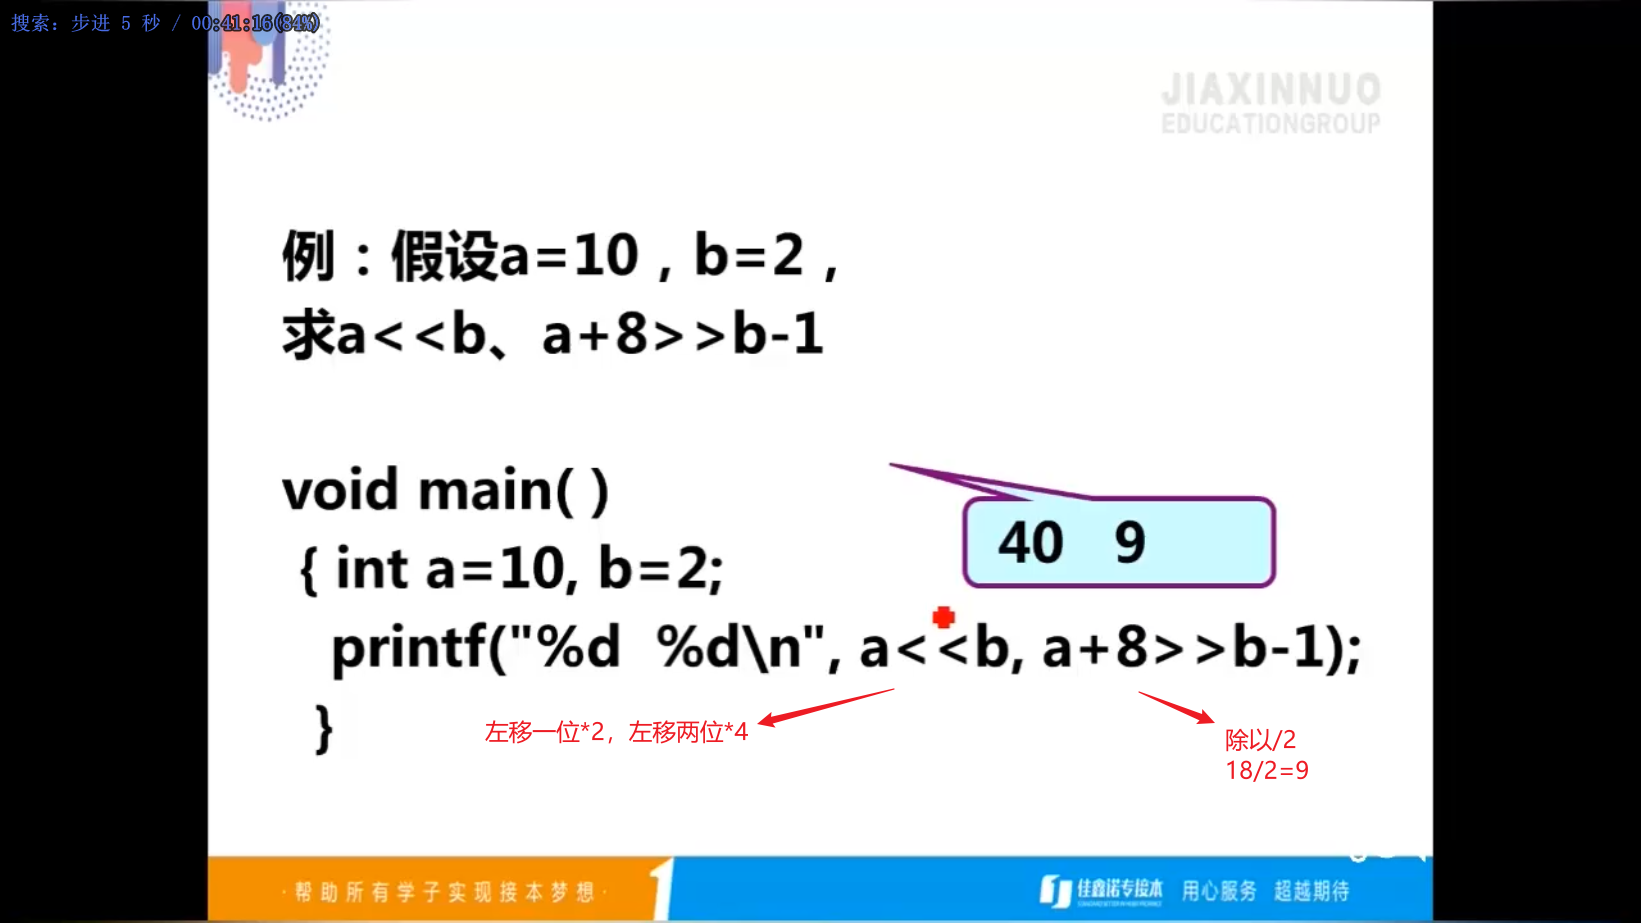 搜索: 步进 5 秒 / 00:41:16(84%)
JIAXINNUO
EDUCATIONGROUP
例：假设a=10，b=2，
求a<<b、a+8>>b-1
void main( )
40 9
{ int a=10, b=2;
printf("%d %d\n", a<<b, a+8>>b-1);
}
左移一位*2，左移两位*4
除以/2
18/2=9
·帮助所有学子实现接本梦想·
佳鑫诺专接本
用心服务 超越期待